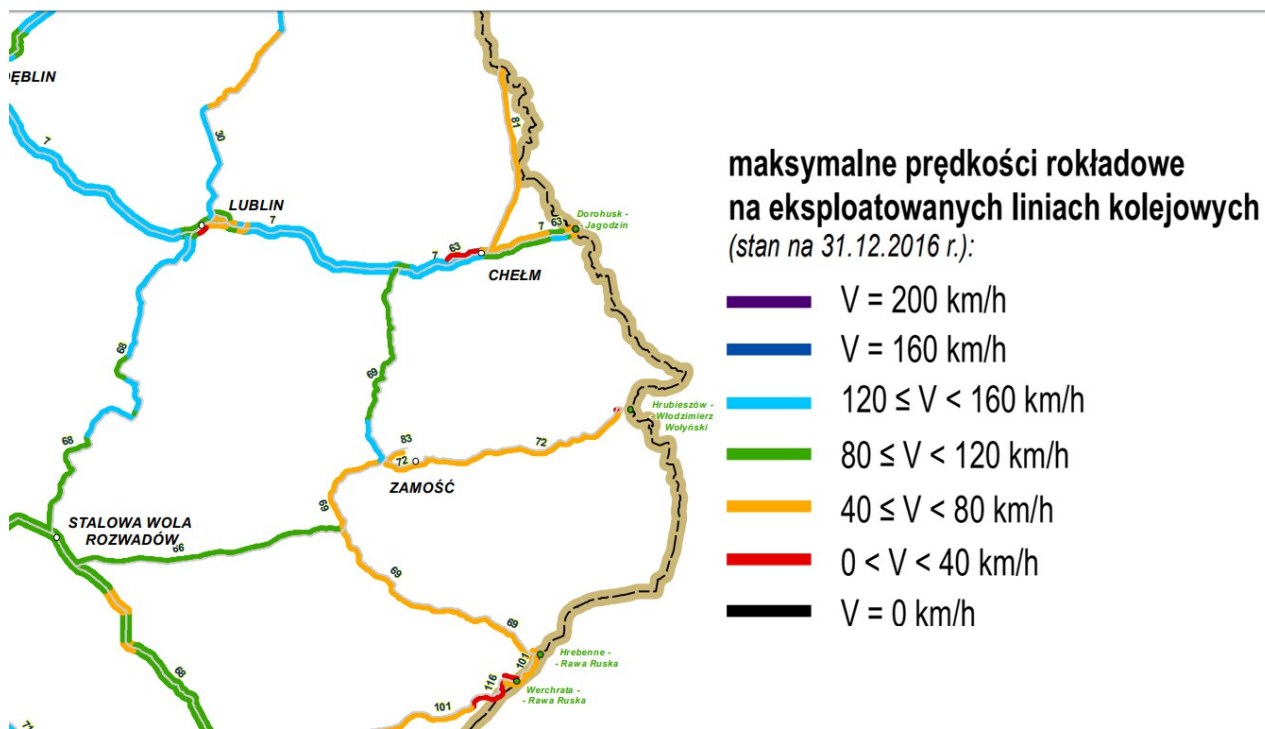 ĘBLIN
7
30
LUBLIN
7
81
Dorohusk -
- Jagodzin
63
7
63
7
CHEŁM
68
69
68
Hrubieszów -
- Włodzimierz
Wołyński
83
72
72
ZAMOŚĆ
69
STALOWA WOLA
ROZWADÓW
66
69
69
68
Hrebenne -
- Rawa Ruska
101
116
Werchrata -
- Rawa Ruska
101
71
maksymalne prędkości rokładowe
na eksploatowanych liniach kolejowych
(stan na 31.12.2016 r.):
V = 200 km/h
V = 160 km/h
120 ≤ V < 160 km/h
80 ≤ V < 120 km/h
40 ≤ V < 80 km/h
0 < V < 40 km/h
V = 0 km/h